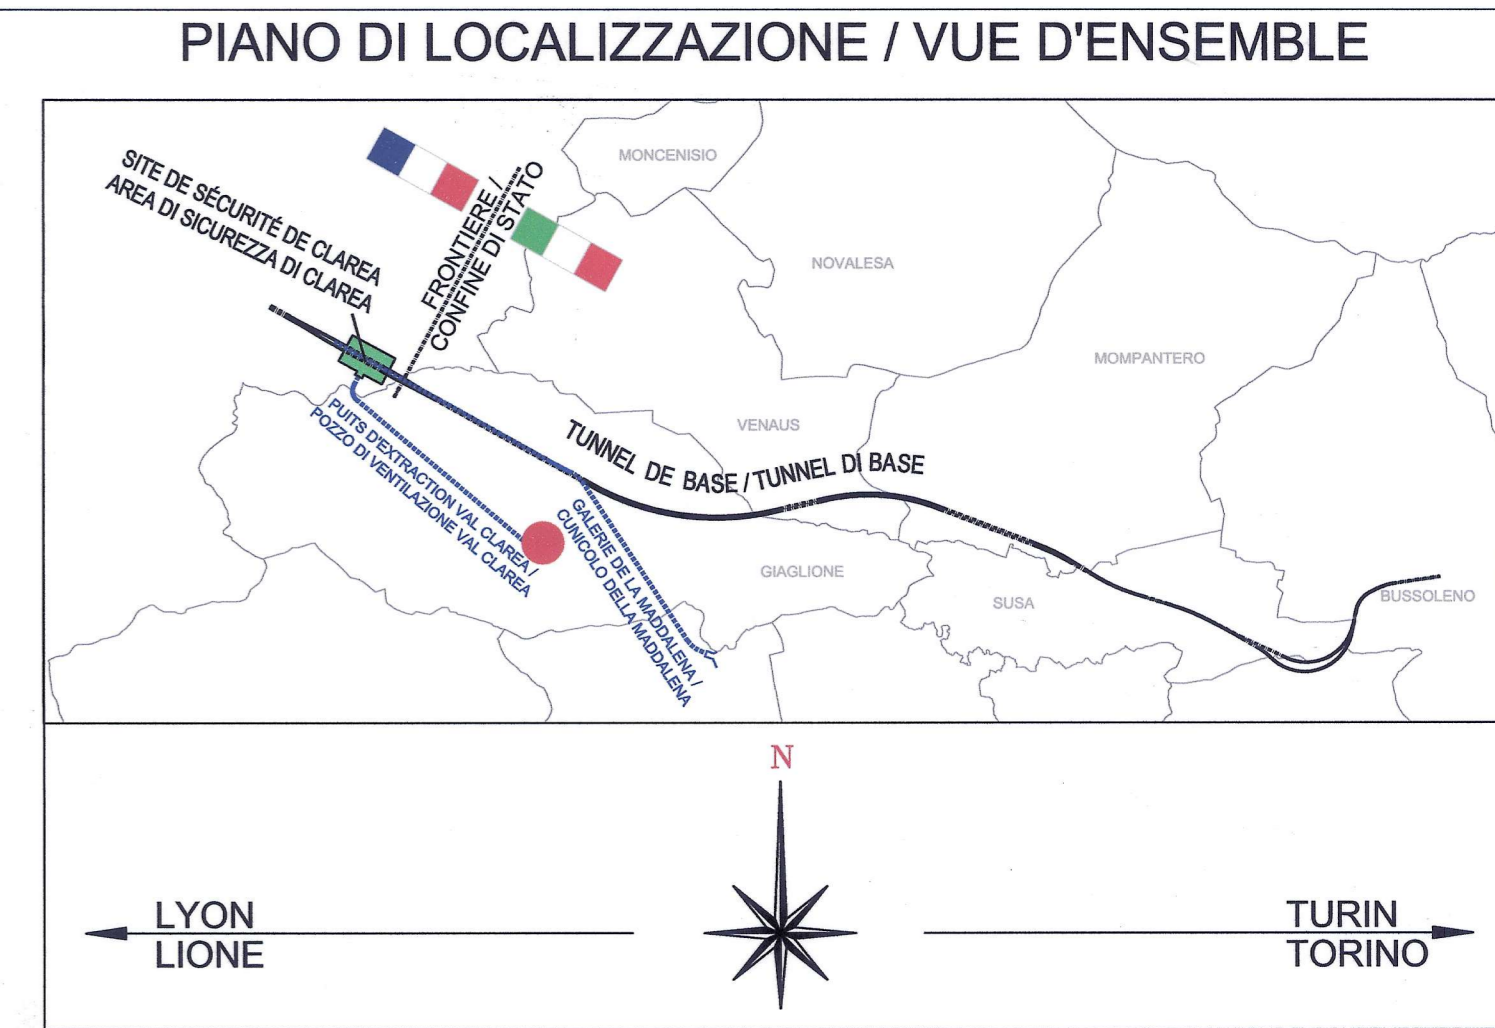 PIANO DI LOCALIZZAZIONE / VUE D'ENSEMBLE
MONCENISIO
SITE DE SÉCURITÉ DE CLAREA
AREA DI SICUREZZA DI CLAREA
FRONTIERE /
CONFINE DI STATO
NOVALESA
MOMPANTERO
VENAUS
TUNNEL DE BASE / TUNNEL DI BASE
PUITS D'EXTRACTION VAL CLAREA /
POZZO DI VENTILAZIONE VAL CLAREA
GALERIE DE LA MADDALENA /
CUNICOLO DELLA MADDALENA
GIAGLIONE
SUSA
BUSSOLENO
N
LYON
LIONE
TURIN
TORINO